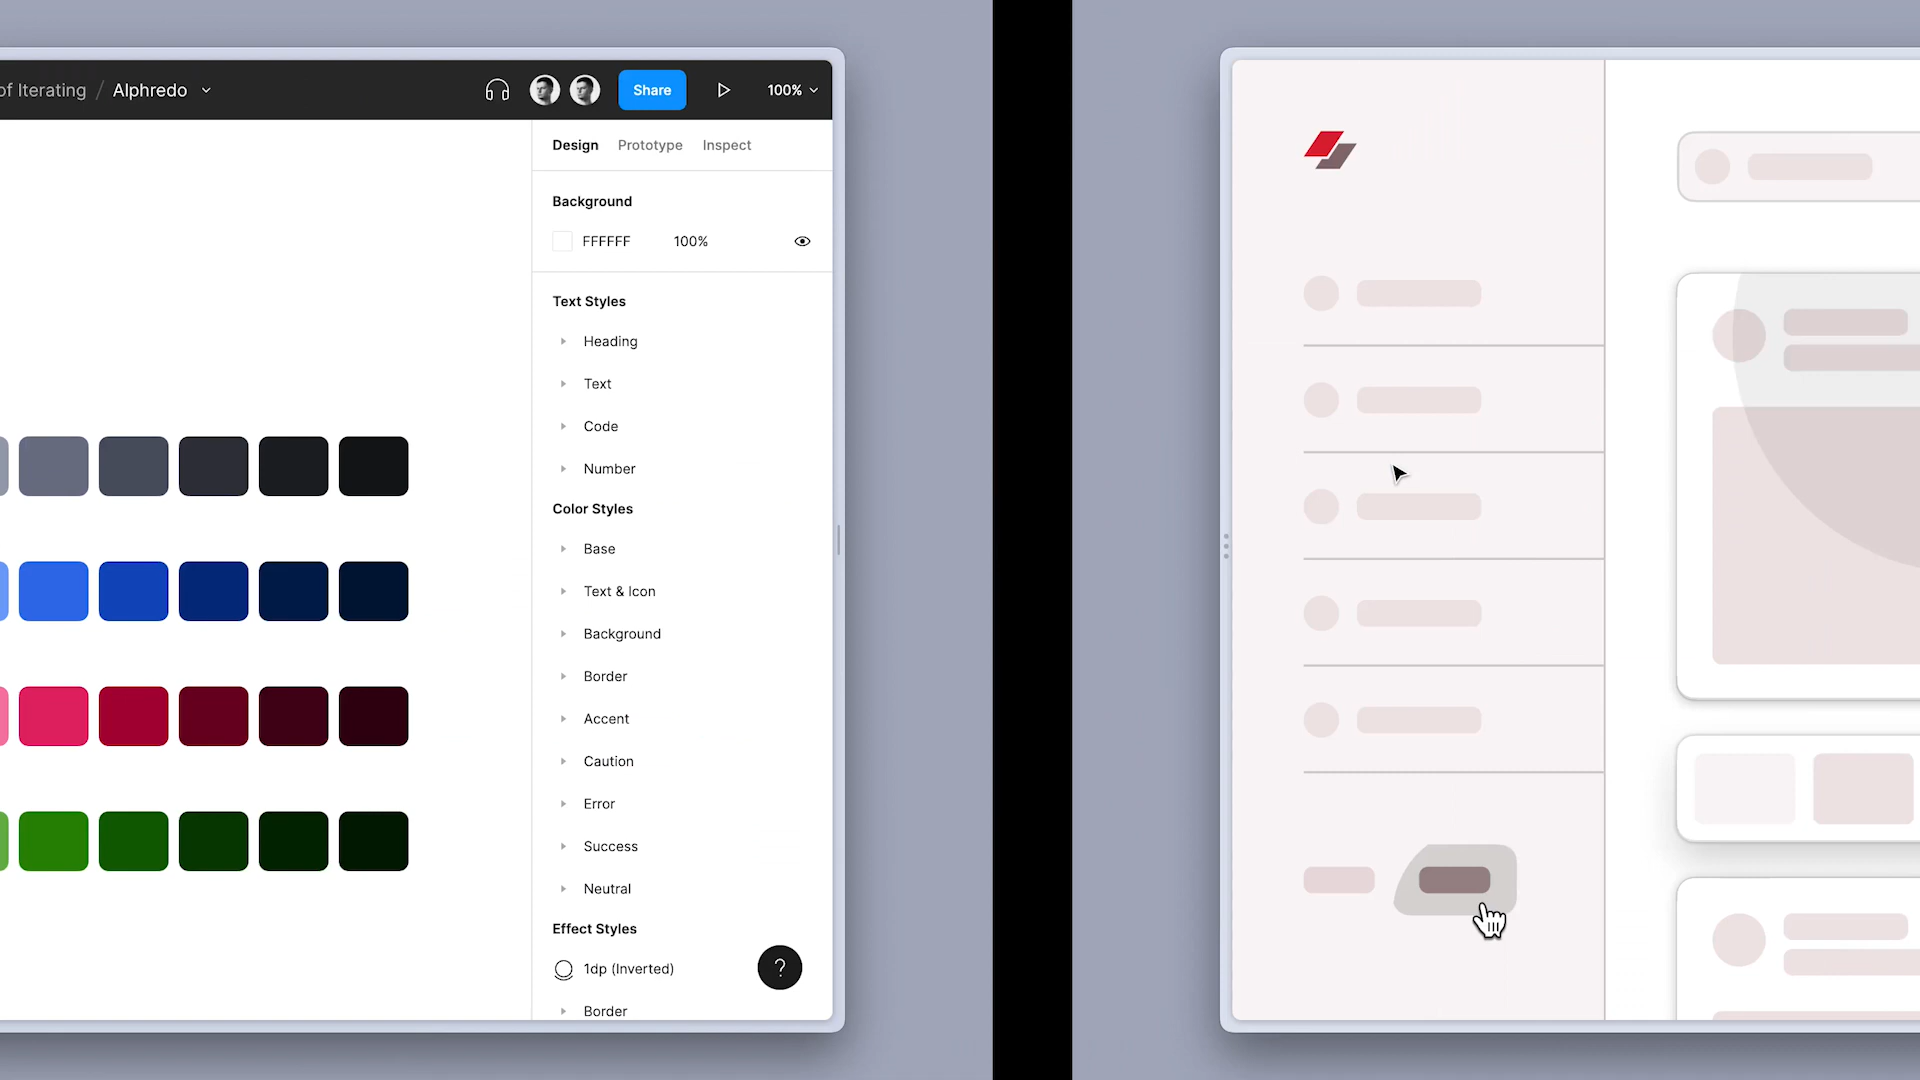 of Iterating / Alphredo
Share
100%
Design Prototype Inspect
Background
FFFFFF 100%
Text Styles
Heading
Text
Code
Number
Color Styles
Base
Text & Icon
Background
Border
Accent
Caution
Error
Success
Neutral
Effect Styles
1dp (Inverted)
?
Border